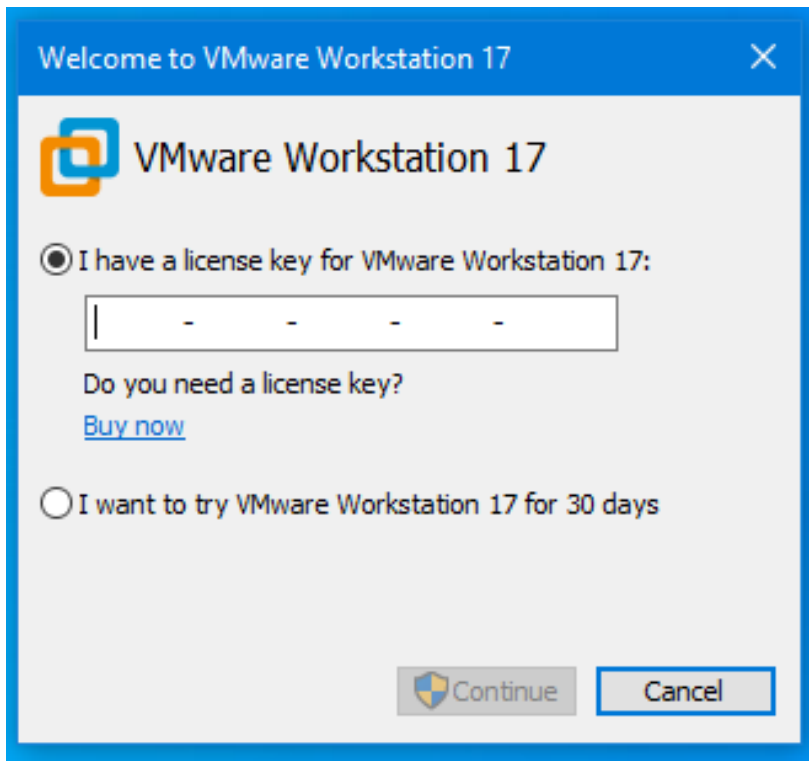 Welcome to VMware Workstation 17
VMware Workstation 17
I have a license key for VMware Workstation 17:
- - - -
Do you need a license key?
Buy now
I want to try VMware Workstation 17 for 30 days
Continue Cancel